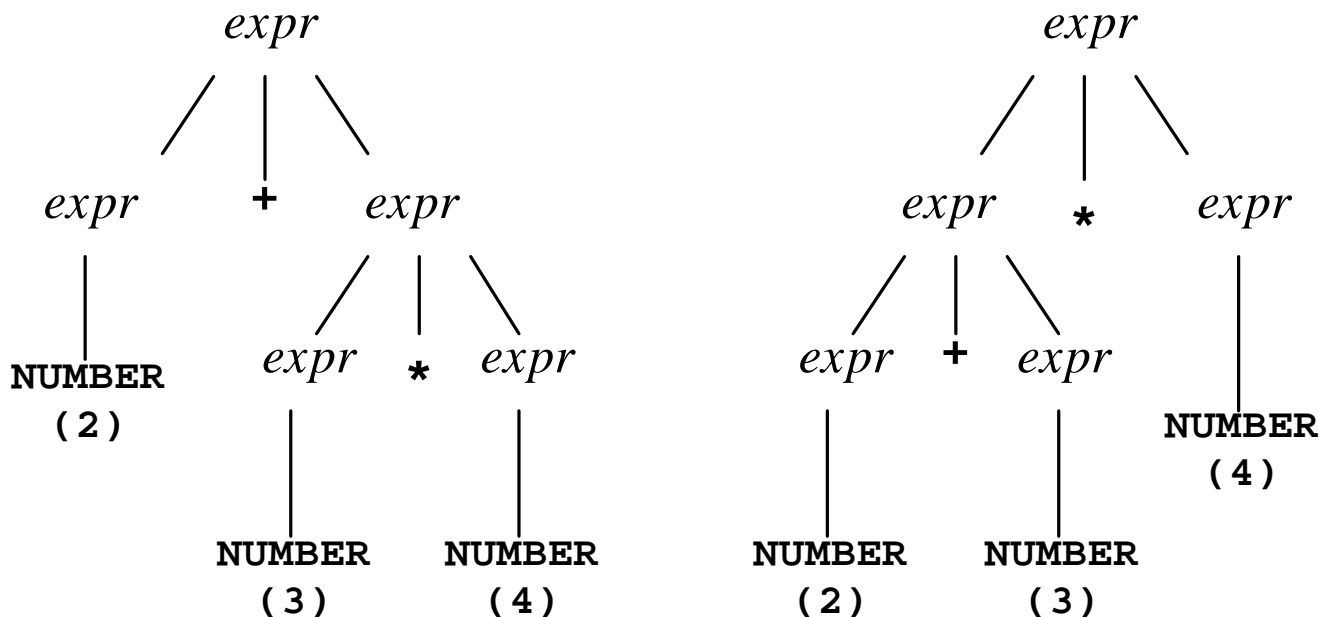 expr expr
expr + expr expr * expr
expr * expr expr + expr
NUMBER
(2)
NUMBER
(4)
NUMBER NUMBER NUMBER NUMBER
(3) (4) (2) (3)